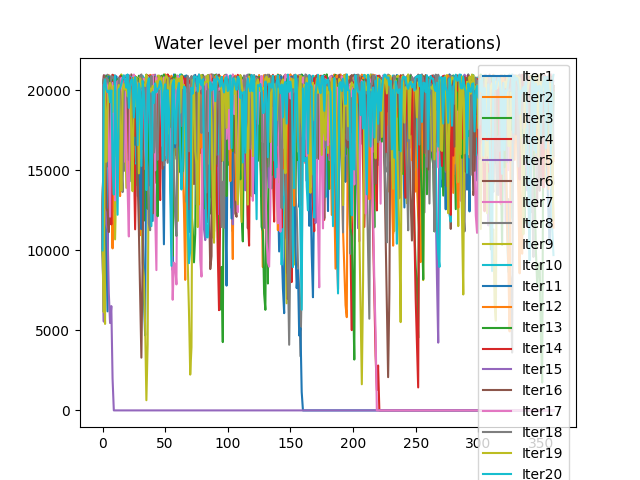 Water level per month (first 20 iterations)
20000
15000
10000
5000
0
0 50 100 150 200 250 300 350
Iter1
Iter2
Iter3
Iter4
Iter5
Iter6
Iter7
Iter8
Iter9
Iter10
Iter11
Iter12
Iter13
Iter14
Iter15
Iter16
Iter17
Iter18
Iter19
Iter20